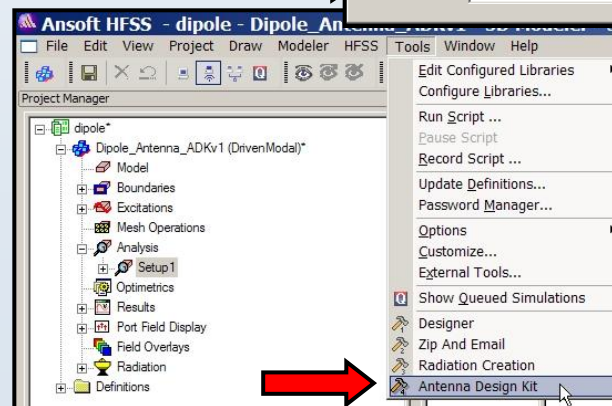 Ansoft HFSS - dipole - Dipole_Antenna_ADKv1 - 3D Modeler -
File Edit View Project Draw Modeler HFSS Tools Window Help
Project Manager
dipole*
Dipole_Antenna_ADKv1 (DrivenModal)*
Model
Boundaries
Excitations
Mesh Operations
Analysis
Setup1
Optimetrics
Results
Port Field Display
Field Overlays
Radiation
Definitions
Edit Configured Libraries
Configure Libraries...
Run Script ...
Pause Script
Record Script ...
Update Definitions...
Password Manager...
Options
Customize...
External Tools...
Show Queued Simulations
Designer
Zip And Email
Radiation Creation
Antenna Design Kit